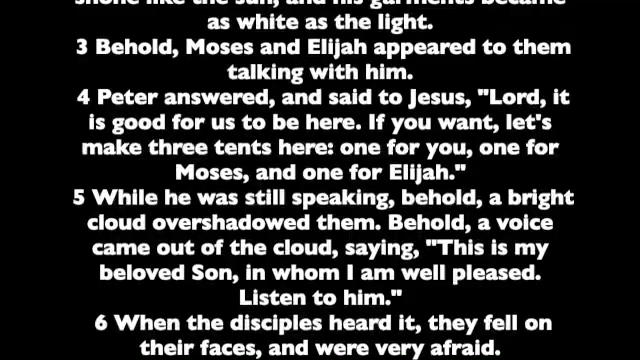 shone like the sun, and his garments became
as white as the light.
3 Behold, Moses and Elijah appeared to them
talking with him.
4 Peter answered, and said to Jesus, "Lord, it
is good for us to be here. If you want, let's
make three tents here: one for you, one for
Moses, and one for Elijah."
5 While he was still speaking, behold, a bright
cloud overshadowed them. Behold, a voice
came out of the cloud, saying, "This is my
beloved Son, in whom I am well pleased.
Listen to him."
6 When the disciples heard it, they fell on
their faces, and were very afraid.